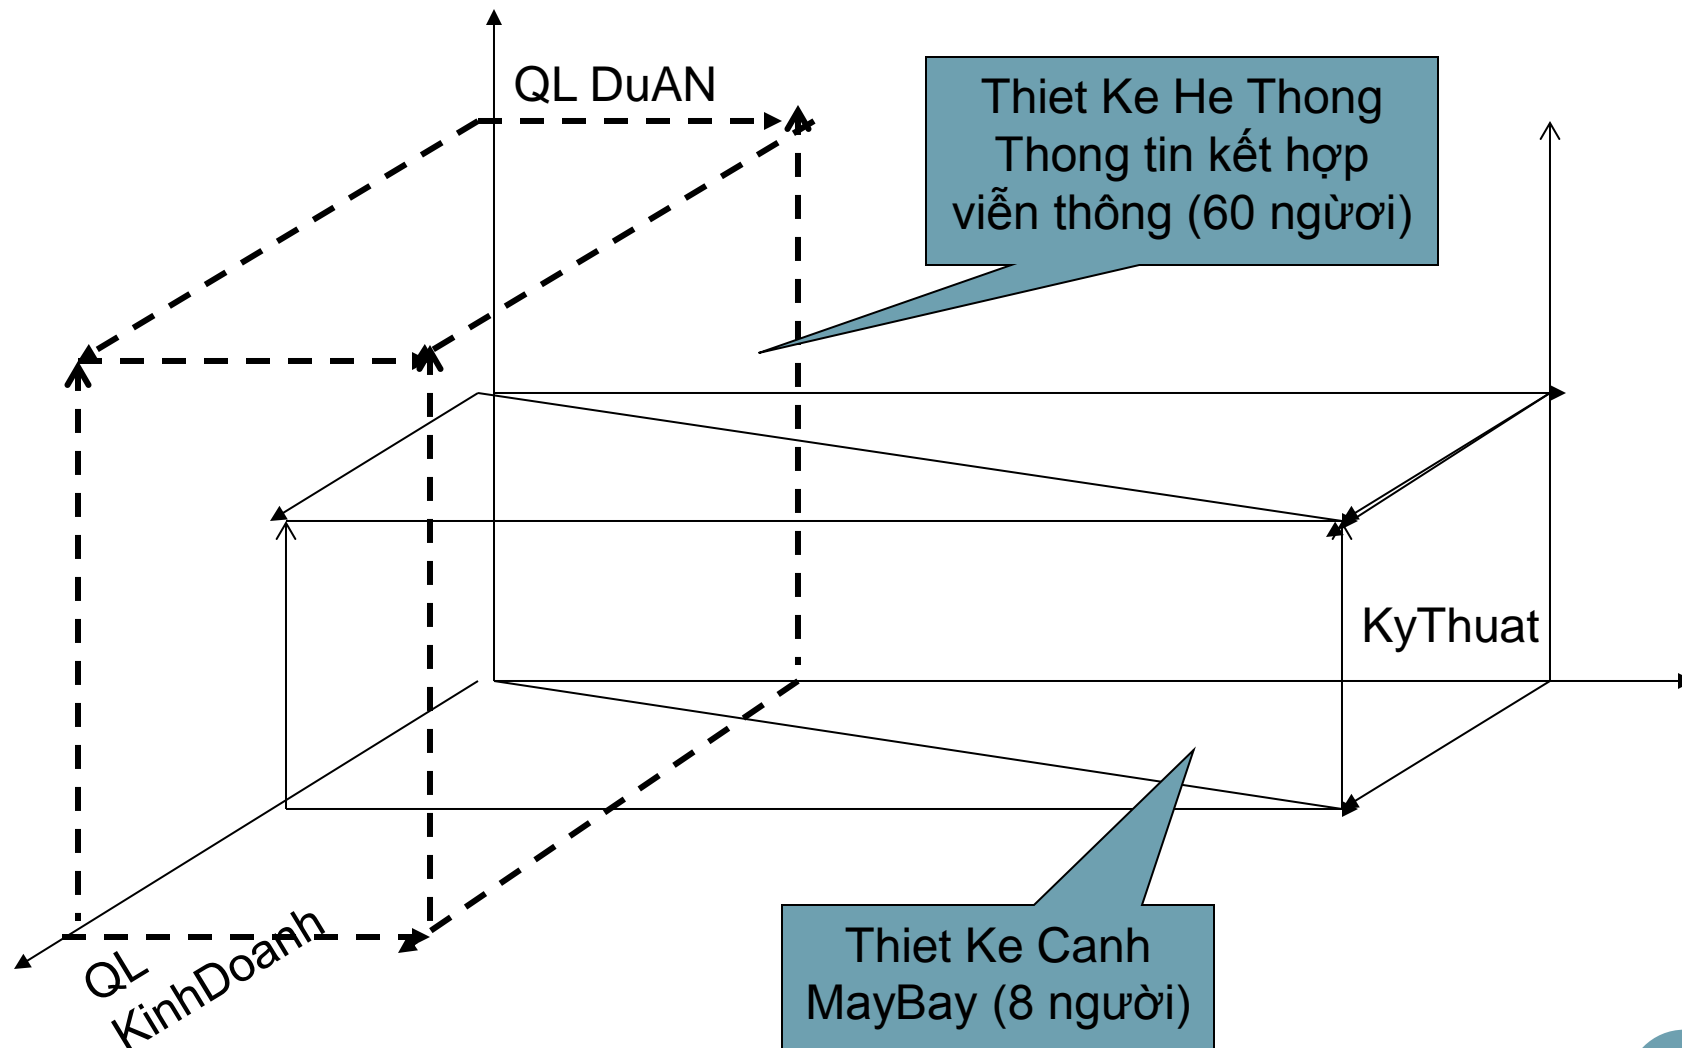 QL DuAN
Thiet Ke He Thong
Thong tin kết hợp
viễn thông (60 ngừơi)
KyThuat
QL
KinhDoanh
Thiet Ke Canh
MayBay (8 người)